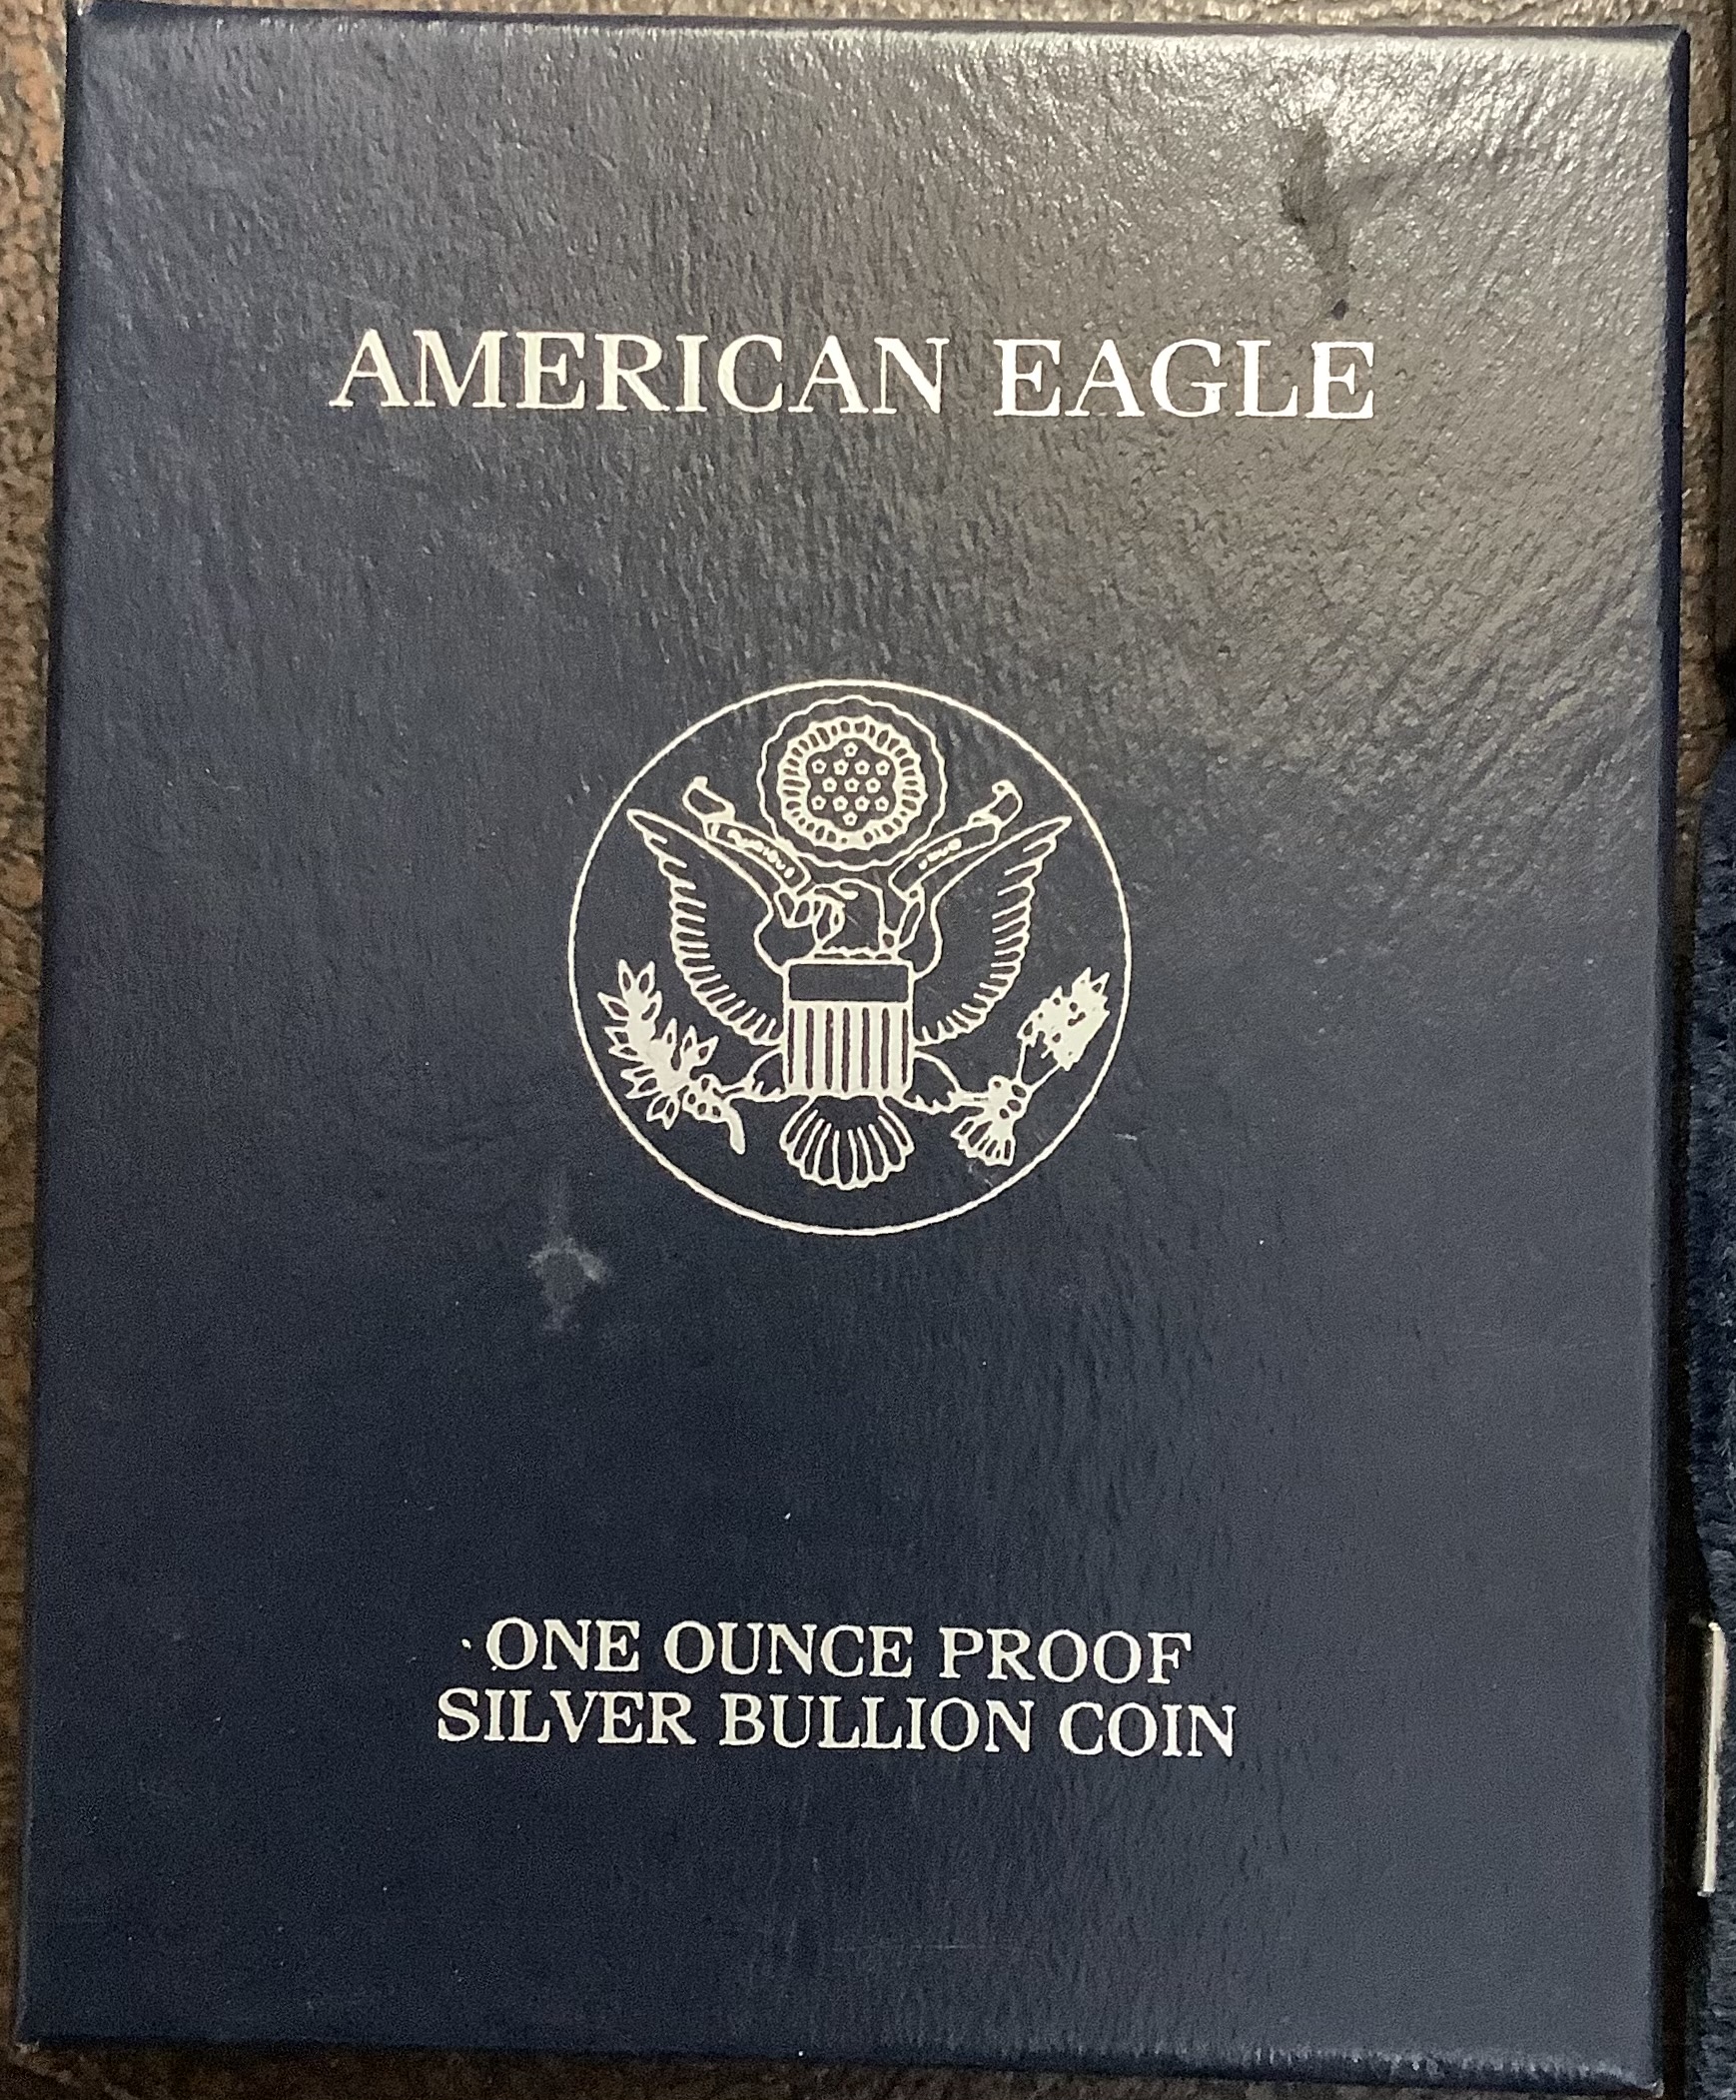 AMERICAN EAGLE
ONE OUNCE PROOF
SILVER BULLION COIN